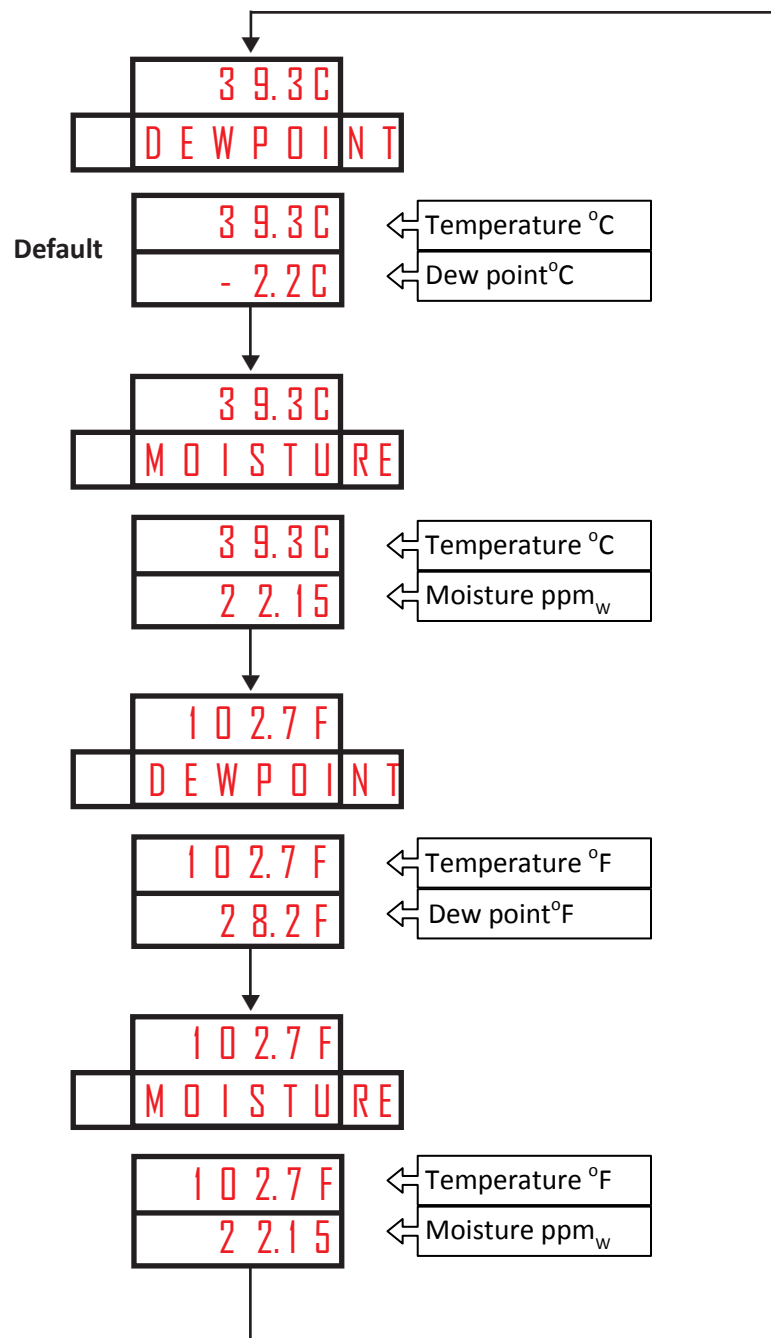 39.3C
DEWPOINT
39.3C
Temperature °C
Default
- 2.2C
Dew point°C
39.3C
MOISTURE
39.3C
Temperature °C
22.15
Moisture ppmw
102.7F
DEWPOINT
102.7F
Temperature °F
28.2F
Dew point°F
102.7F
MOISTURE
102.7F
Temperature °F
22.15
Moisture ppmw